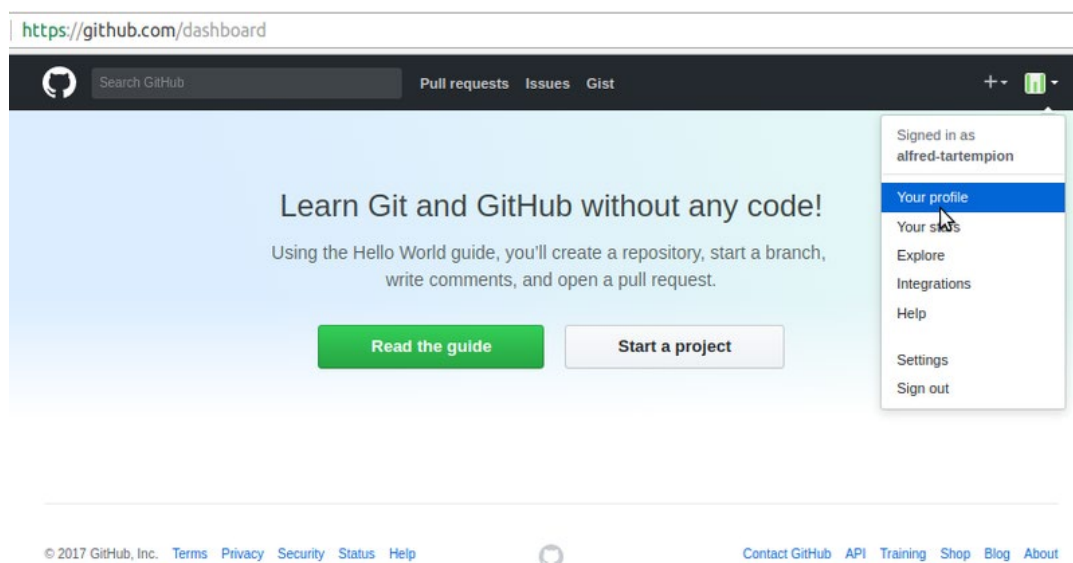 https://github.com/dashboard
Search GitHub Pull requests Issues Gist
Signed in as
alfred-tartempion
Your profile
Your stars
Explore
Integrations
Help
Settings
Sign out
Learn Git and GitHub without any code!
Using the Hello World guide, you'll create a repository, start a branch,
write comments, and open a pull request.
Read the guide Start a project
© 2017 GitHub, Inc. Terms Privacy Security Status Help Contact GitHub API Training Shop Blog About